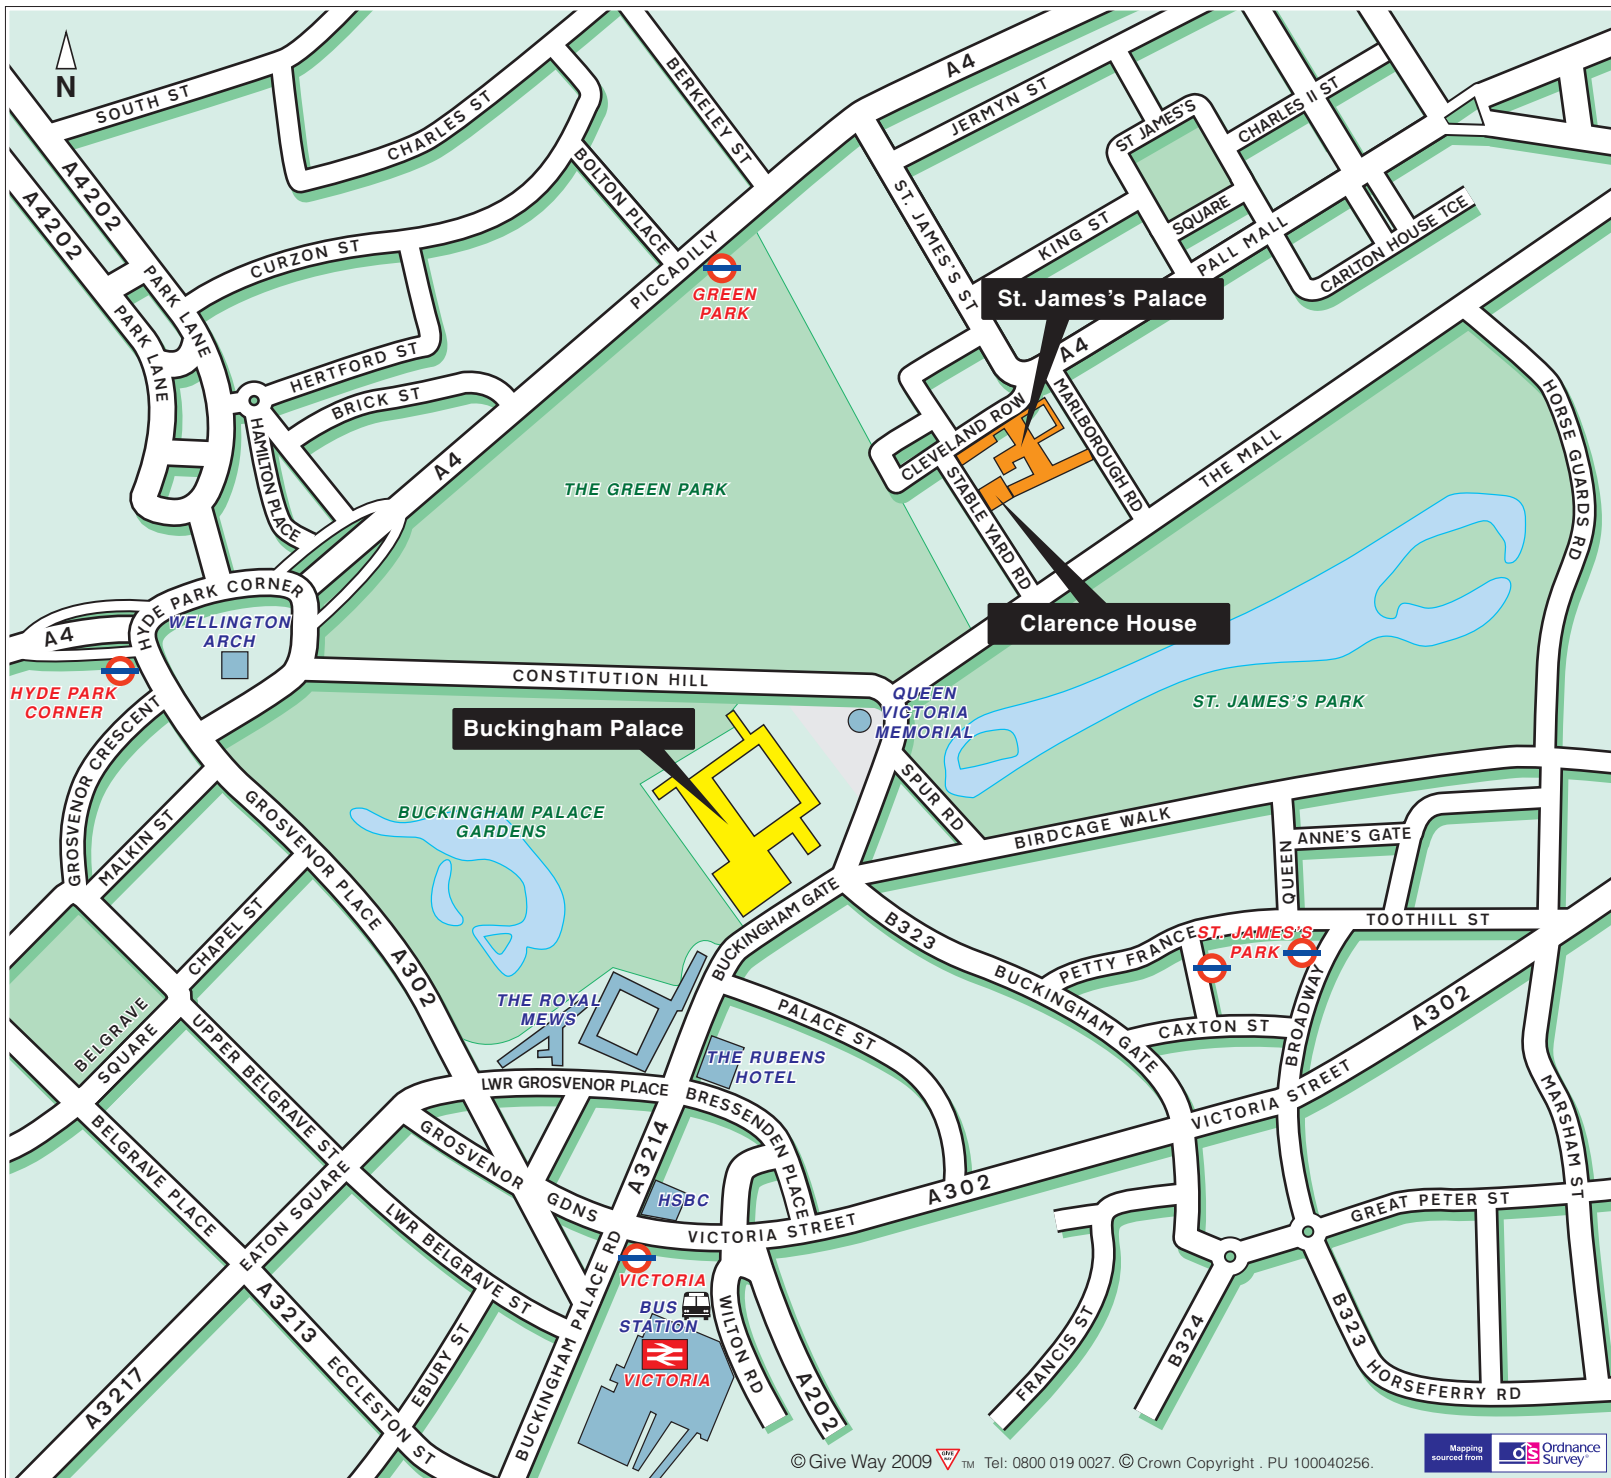 N
SOUTH ST
CHARLES ST
BERKELEY ST
A4
JERMYN ST
ST JAMES'S
SQUARE
CHARLES II ST
A4202
A4202
BOLTON PLACE
CURZON ST
PARK LANE
PARK LANE
PICCADILLY
ST. JAMES'S ST
KING ST
PALL MALL
CARLTON HOUSE TCE
GREEN
PARK
St. James's Palace
HERTFORD ST
BRICK ST
A4
HAMILTON PLACE
A4
CLEVELAND ROW
MARLBOROUGH RD
STABLE YARD RD
THE MALL
HORSE GUARDS RD
THE GREEN PARK
HYDE PARK CORNER
WELLINGTON
ARCH
A4
HYDE PARK
CORNER
Clarence House
CONSTITUTION HILL
QUEEN
VICTORIA
MEMORIAL
ST. JAMES'S PARK
Buckingham Palace
GROSVENOR CRESCENT
MALKIN ST
GROSVENOR PLACE
BUCKINGHAM PALACE
GARDENS
SPUR RD
BIRDCAGE WALK
QUEEN
ANNE'S GATE
CHAPEL ST
A302
BUCKINGHAM GATE
B323
BUCKINGHAM GATE
PETTY FRANCE
ST. JAMES'S
PARK
TOOTHILL ST
BROADWAY
CAXTON ST
A302
BELGRAVE
SQUARE
UPPER BELGRAVE ST
THE ROYAL
MEWS
PALACE ST
THE RUBENS
HOTEL
LWR GROSVENOR PLACE
BRESSENDEN PLACE
VICTORIA STREET
MARSHAM ST
BELGRAVE PLACE
GROSVENOR
GDNS
A3214
HSBC
EATON SQUARE
LWR BELGRAVE ST
VICTORIA STREET
A302
GREAT PETER ST
VICTORIA
BUS
STATION
VICTORIA
BUCKINGHAM PALACE RD
WILTON RD
A202
A3213
ECCLESTON ST
EBURY ST
A3217
FRANCIS ST
B324
B323
HORSEFERRY RD
© Give Way 2009 GIVE WAY TM Tel: 0800 019 0027. © Crown Copyright . PU 100040256.
Mapping
sourced from
OS Ordnance
Survey®